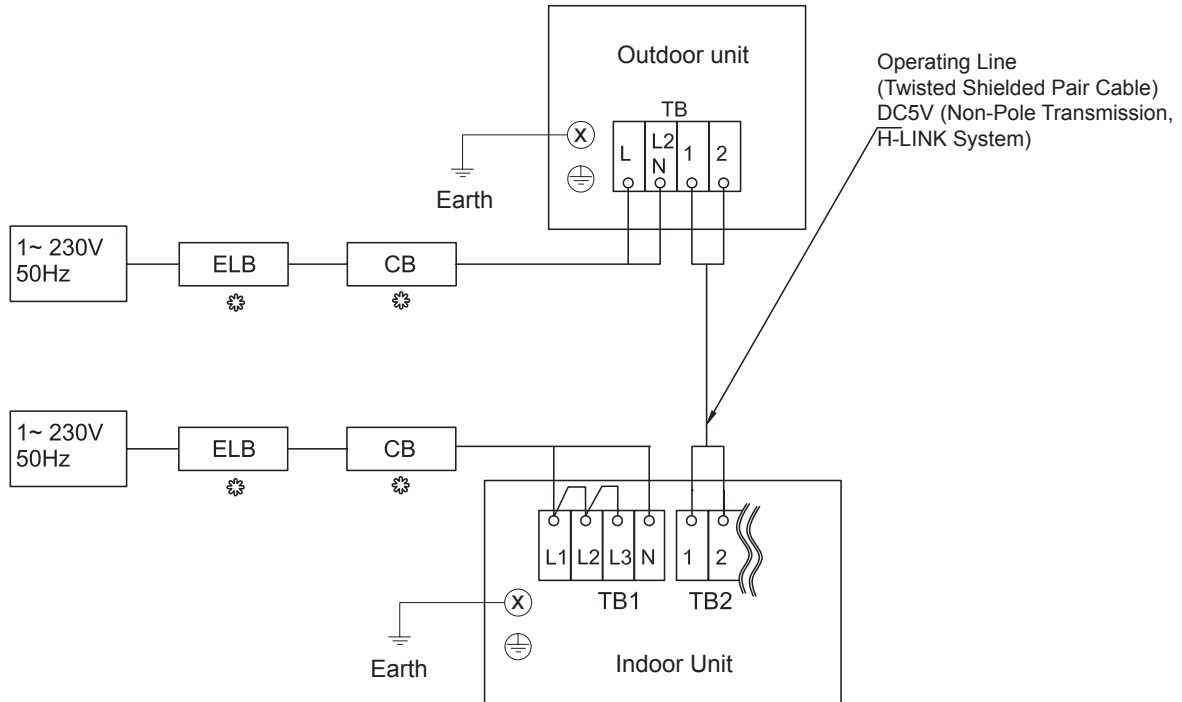 Outdoor unit
Operating Line
(Twisted Shielded Pair Cable)
DC5V (Non-Pole Transmission,
H-LINK System)
TB
L
L2
N
1
2
X
Earth
1~ 230V
50Hz
ELB
CB
1~ 230V
50Hz
ELB
CB
L1
L2
L3
N
1
2
TB1
TB2
X
Earth
Indoor Unit